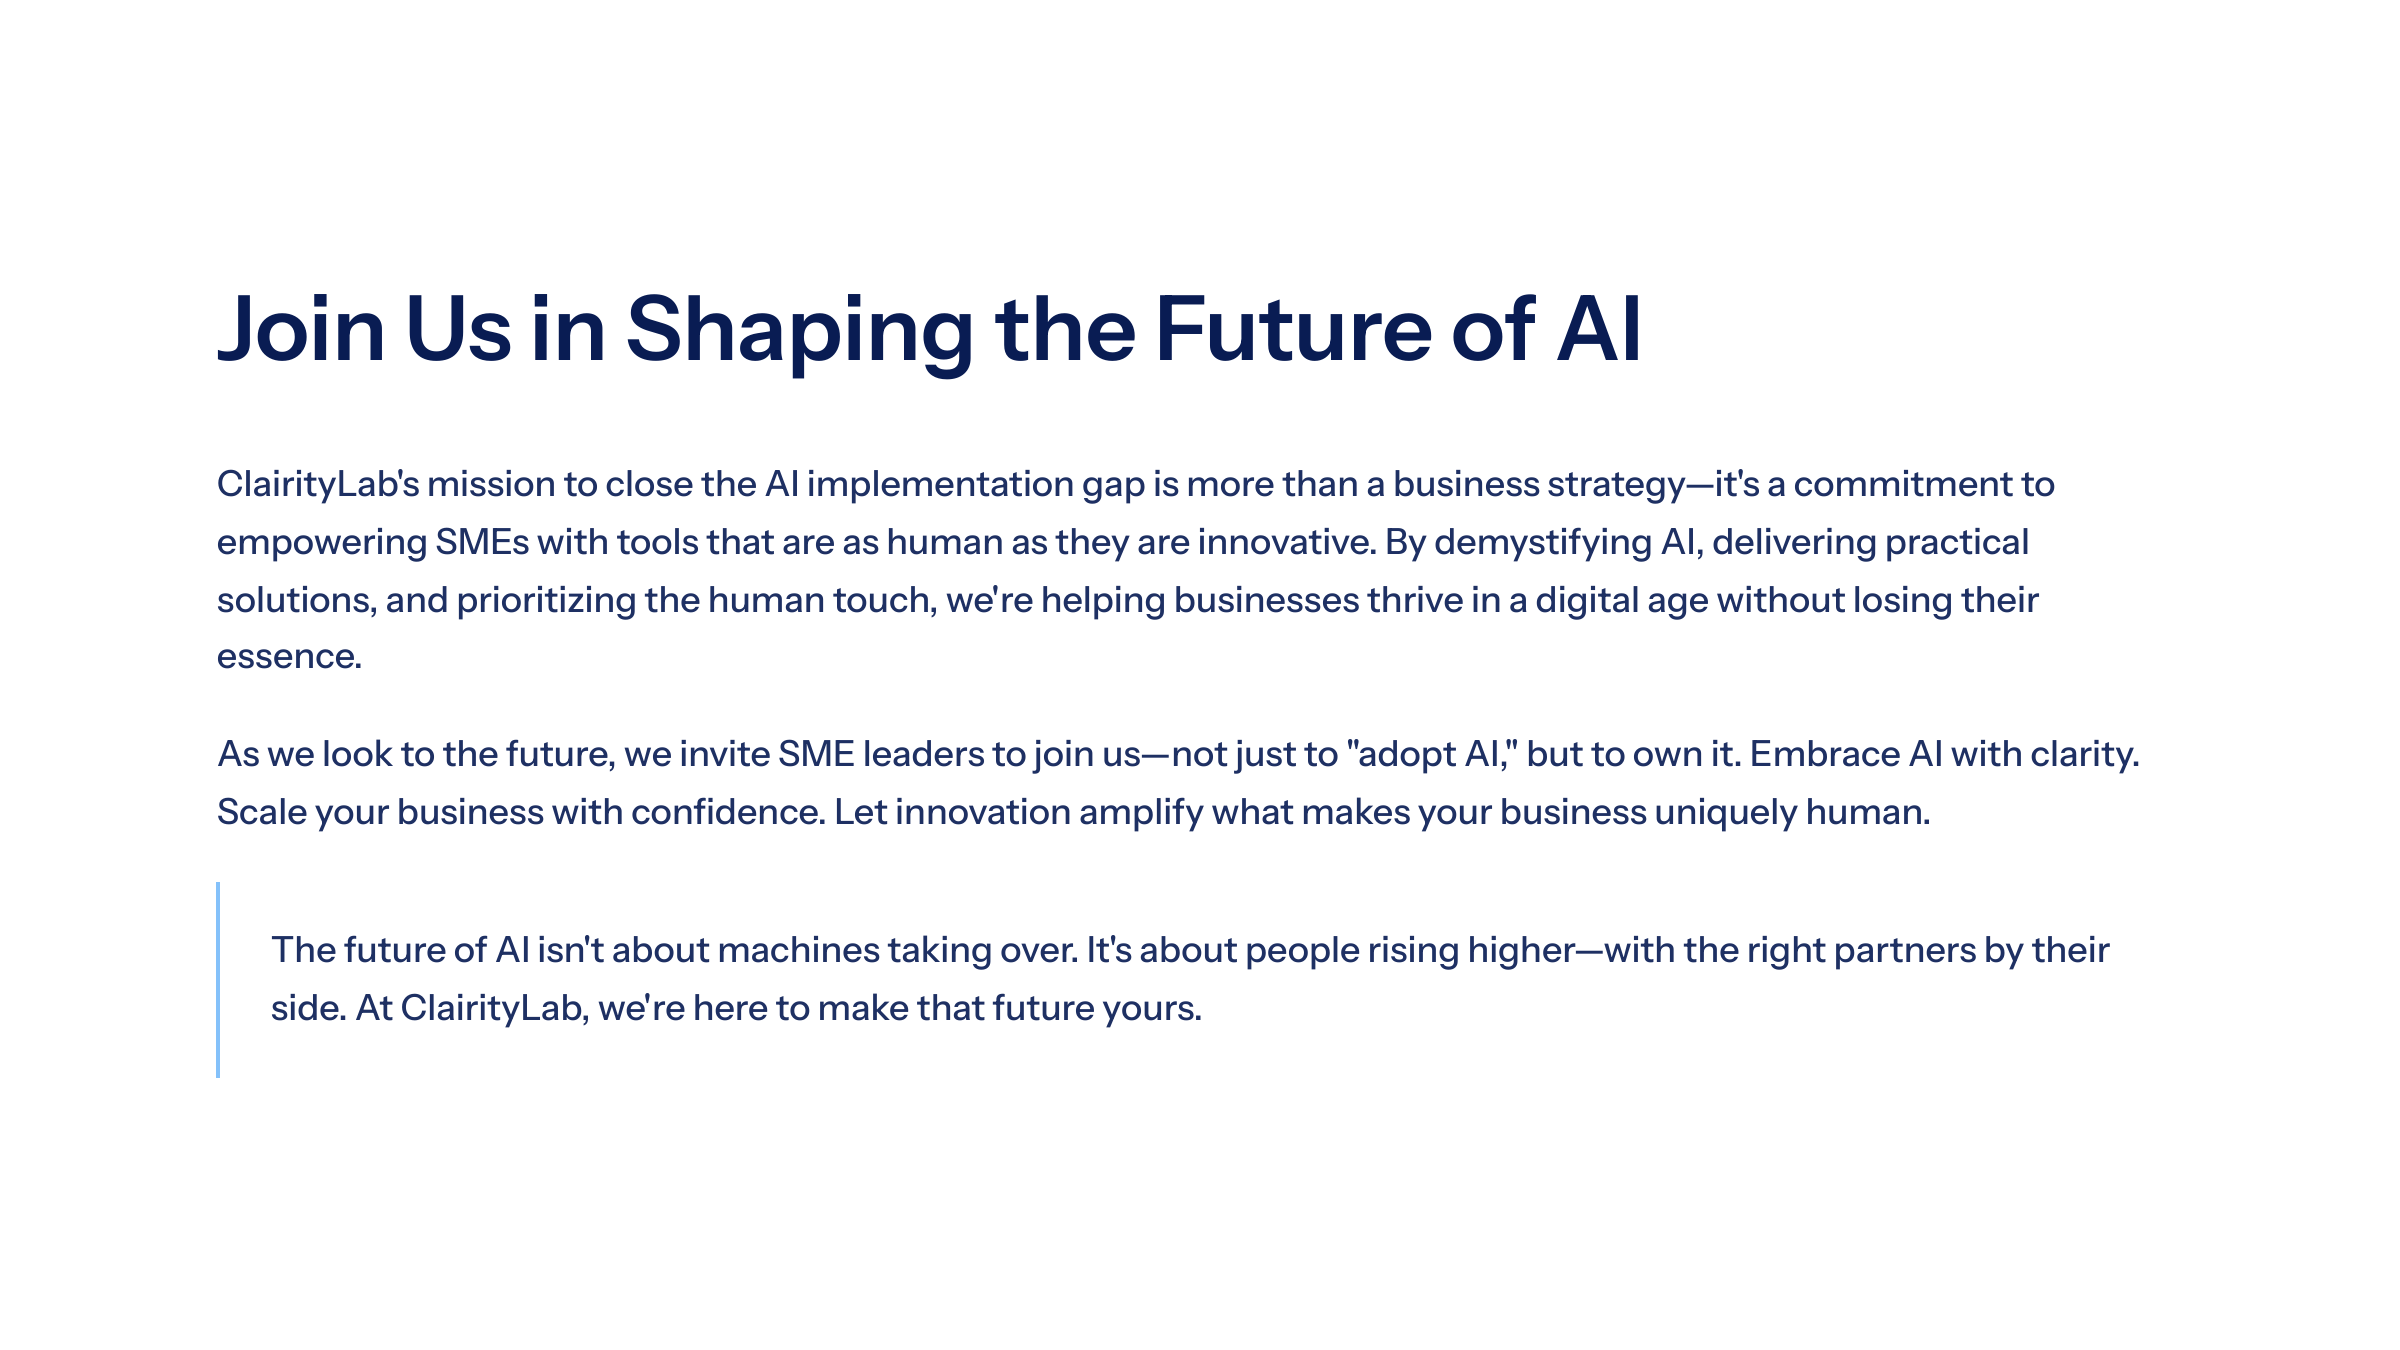 Join Us in Shaping the Future of AI
ClairityLab's mission to close the AI implementation gap is more than a business strategy—it's a commitment to
empowering SMEs with tools that are as human as they are innovative. By demystifying AI, delivering practical
solutions, and prioritizing the human touch, we're helping businesses thrive in a digital age without losing their
essence.
As we look to the future, we invite SME leaders to join us—not just to "adopt AI," but to own it. Embrace AI with clarity.
Scale your business with confidence. Let innovation amplify what makes your business uniquely human.
The future of AI isn't about machines taking over. It's about people rising higher—with the right partners by their
side. At ClairityLab, we're here to make that future yours.